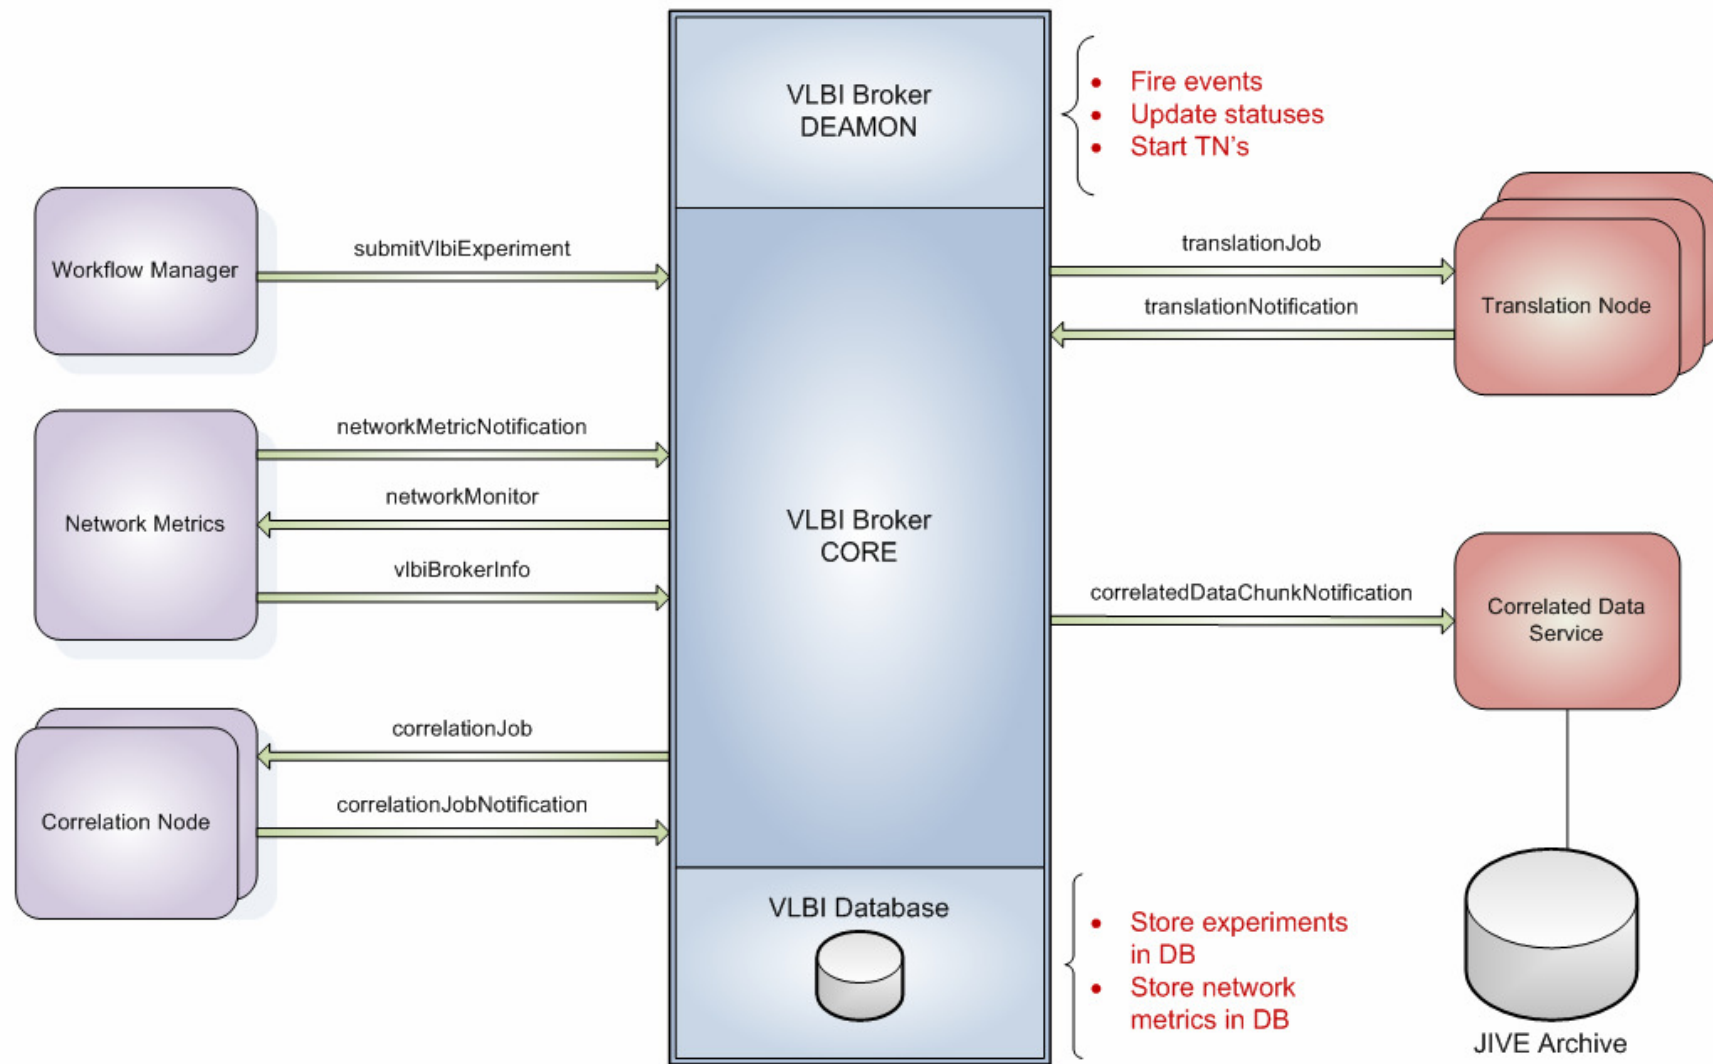 VLBI Broker
DEAMON
• Fire events
• Update statuses
• Start TN's
Workflow Manager
submitVlbiExperiment
translationJob
translationNotification
Translation Node
Network Metrics
networkMetricNotification
networkMonitor
vlbiBrokerInfo
VLBI Broker
CORE
correlatedDataChunkNotification
Correlated Data
Service
Correlation Node
correlationJob
correlationJobNotification
VLBI Database
• Store experiments
in DB
• Store network
metrics in DB
JIVE Archive